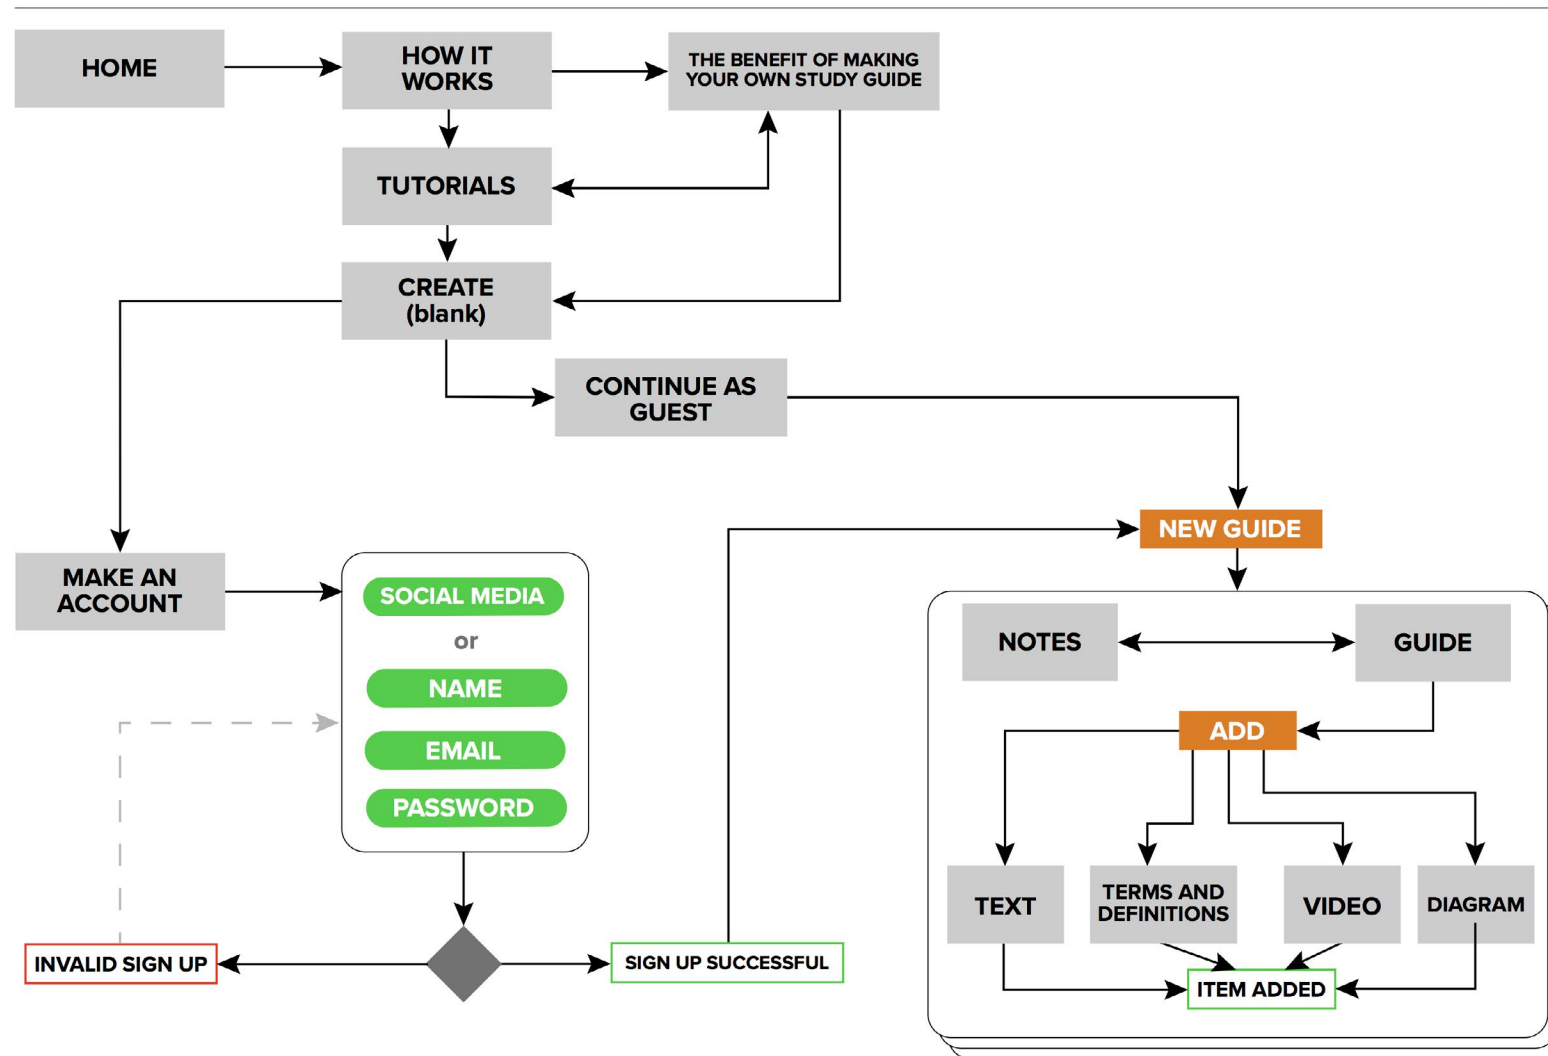 HOME
HOW IT
WORKS
THE BENEFIT OF MAKING
YOUR OWN STUDY GUIDE
TUTORIALS
CREATE
(blank)
CONTINUE AS
GUEST
NEW GUIDE
MAKE AN
ACCOUNT
SOCIAL MEDIA
or
NAME
EMAIL
PASSWORD
INVALID SIGN UP
SIGN UP SUCCESSFUL
NOTES
GUIDE
ADD
TEXT
TERMS AND
DEFINITIONS
VIDEO
DIAGRAM
ITEM ADDED